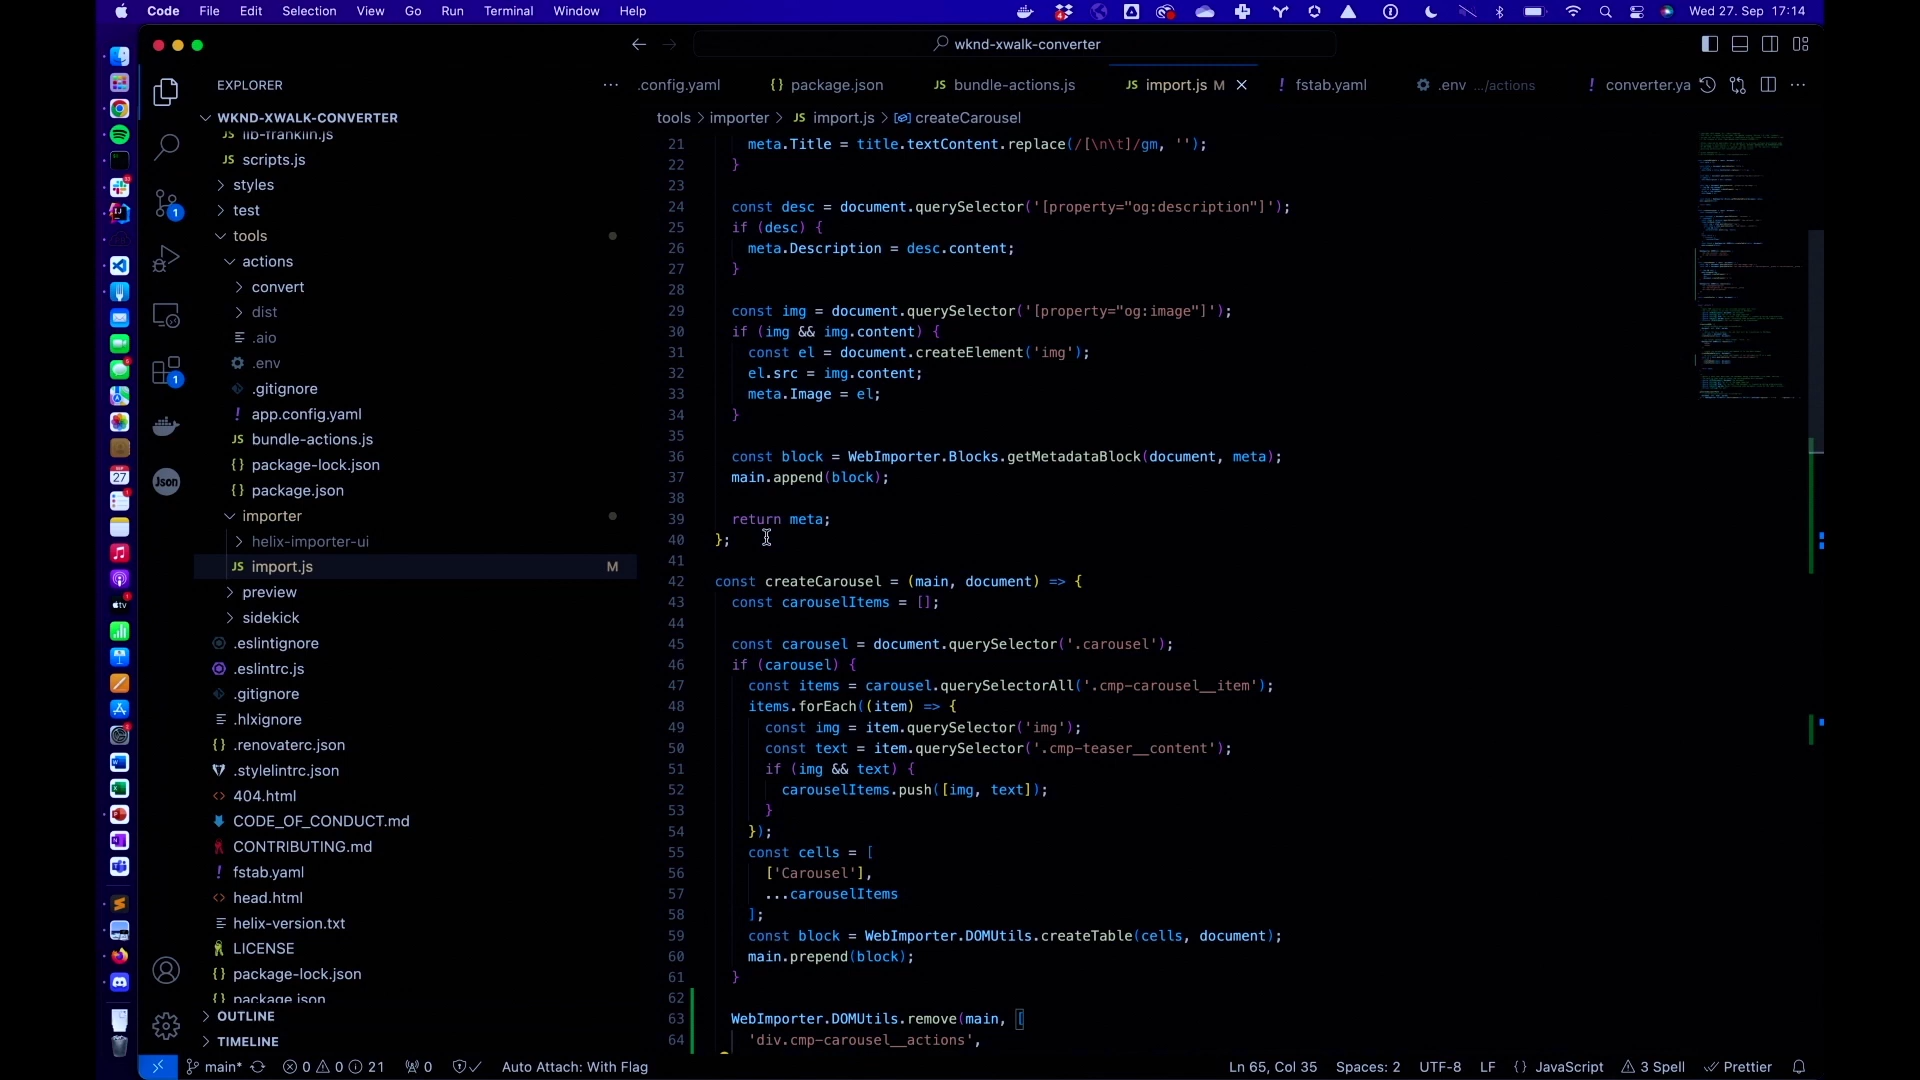 Code File Edit Selection View Go Run Terminal Window Help
Wed 27. Sep 17:14
wknd-xwalk-converter
EXPLORER
.config.yaml
{} package.json
JS bundle-actions.js
JS import.js M
! fstab.yaml
.env .../actions
! converter.ya
WKND-XWALK-CONVERTER
tools > importer > JS import.js > createCarousel
JS lib-franklin.js
JS scripts.js
styles
test
tools
actions
convert
dist
.aio
.env
.gitignore
! app.config.yaml
JS bundle-actions.js
{} package-lock.json
{} package.json
importer
helix-importer-ui
JS import.js M
preview
sidekick
.eslintignore
.eslintrc.js
.gitignore
.hlxignore
{} .renovaterc.json
.stylelintrc.json
<> 404.html
CODE_OF_CONDUCT.md
CONTRIBUTING.md
! fstab.yaml
<> head.html
helix-version.txt
LICENSE
{} package-lock.json
{} package.json
OUTLINE
TIMELINE
21 meta.Title = title.textContent.replace(/[\n\t]/gm, '');
22 }
23
24 const desc = document.querySelector('[property="og:description"]');
25 if (desc) {
26 meta.Description = desc.content;
27 }
28
29 const img = document.querySelector('[property="og:image"]');
30 if (img && img.content) {
31 const el = document.createElement('img');
32 el.src = img.content;
33 meta.Image = el;
34 }
35
36 const block = WebImporter.Blocks.getMetadataBlock(document, meta);
37 main.append(block);
38
39 return meta;
40 };
41
42 const createCarousel = (main, document) => {
43 const carouselItems = [];
44
45 const carousel = document.querySelector('.carousel');
46 if (carousel) {
47 const items = carousel.querySelectorAll('.cmp-carousel__item');
48 items.forEach((item) => {
49 const img = item.querySelector('img');
50 const text = item.querySelector('.cmp-teaser__content');
51 if (img && text) {
52 carouselItems.push([img, text]);
53 }
54 });
55 const cells = [
56 ['Carousel'],
57 ...carouselItems
58 ];
59 const block = WebImporter.DOMUtils.createTable(cells, document);
60 main.prepend(block);
61 }
62
63 WebImporter.DOMUtils.remove(main, [
64 'div.cmp-carousel__actions',
main* 0 0 21 0 Auto Attach: With Flag
Ln 65, Col 35 Spaces: 2 UTF-8 LF {} JavaScript 3 Spell Prettier